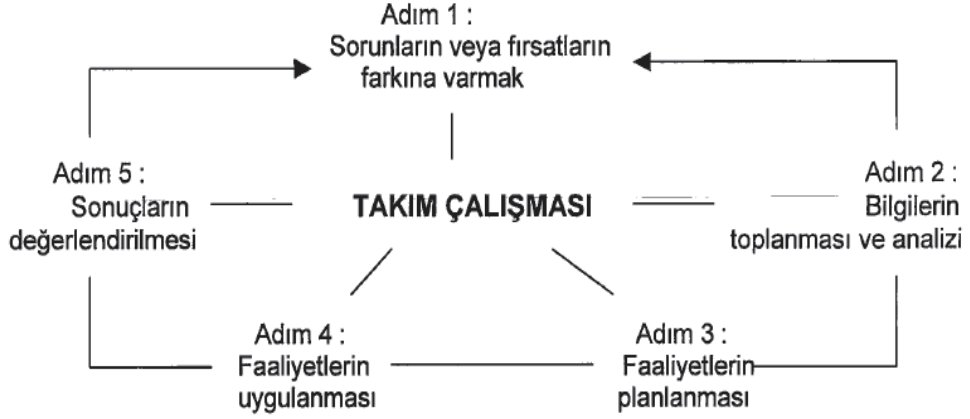 Adım 1 :
Sorunların veya fırsatların
farkına varmak
Adım 5 :
Sonuçların
değerlendirilmesi
TAKIM ÇALIŞMASI
Adım 2 :
Bilgilerin
toplanması ve analizi
Adım 4 :
Faaliyetlerin
uygulanması
Adım 3 :
Faaliyetlerin
planlanması